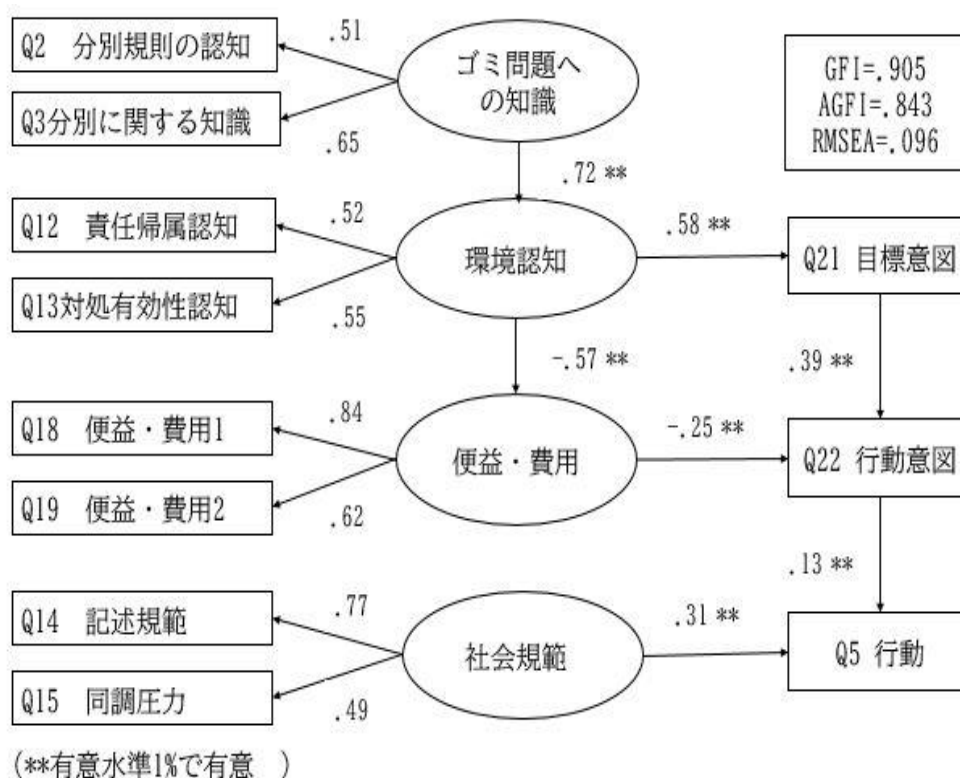 Q2　分別規則の認知
.51
ゴミ問題へ
の知識
GFI=.905
AGFI=.843
RMSEA=.096
Q3分別に関する知識
.65
.72 **
Q12　責任帰属認知
.52
環境認知
.58 **
Q21 目標意図
Q13対処有効性認知
.55
-.57 **
.39 **
Q18　便益・費用1
.84
便益・費用
-.25 **
Q22 行動意図
Q19　便益・費用2
.62
.13 **
Q14　記述規範
.77
社会規範
.31 **
Q5 行動
Q15　同調圧力
.49
(**有意水準1%で有意　)